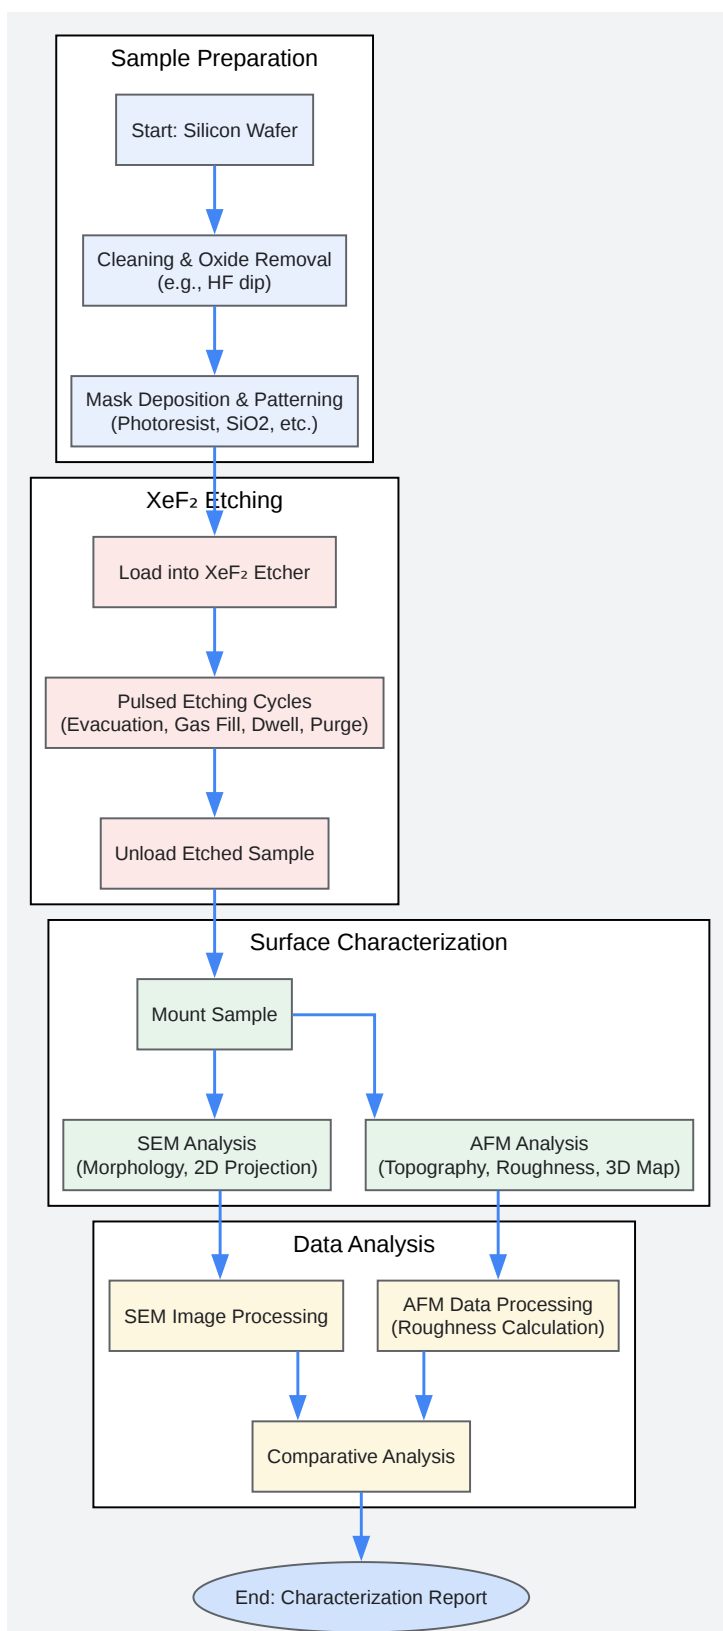 Sample Preparation
Start: Silicon Wafer
Cleaning & Oxide Removal
(e.g., HF dip)
Mask Deposition & Patterning
(Photoresist, SiO2, etc.)
XeF₂ Etching
Load into XeF₂ Etcher
Pulsed Etching Cycles
(Evacuation, Gas Fill, Dwell, Purge)
Unload Etched Sample
Surface Characterization
Mount Sample
SEM Analysis
(Morphology, 2D Projection)
AFM Analysis
(Topography, Roughness, 3D Map)
Data Analysis
SEM Image Processing
AFM Data Processing
(Roughness Calculation)
Comparative Analysis
End: Characterization Report